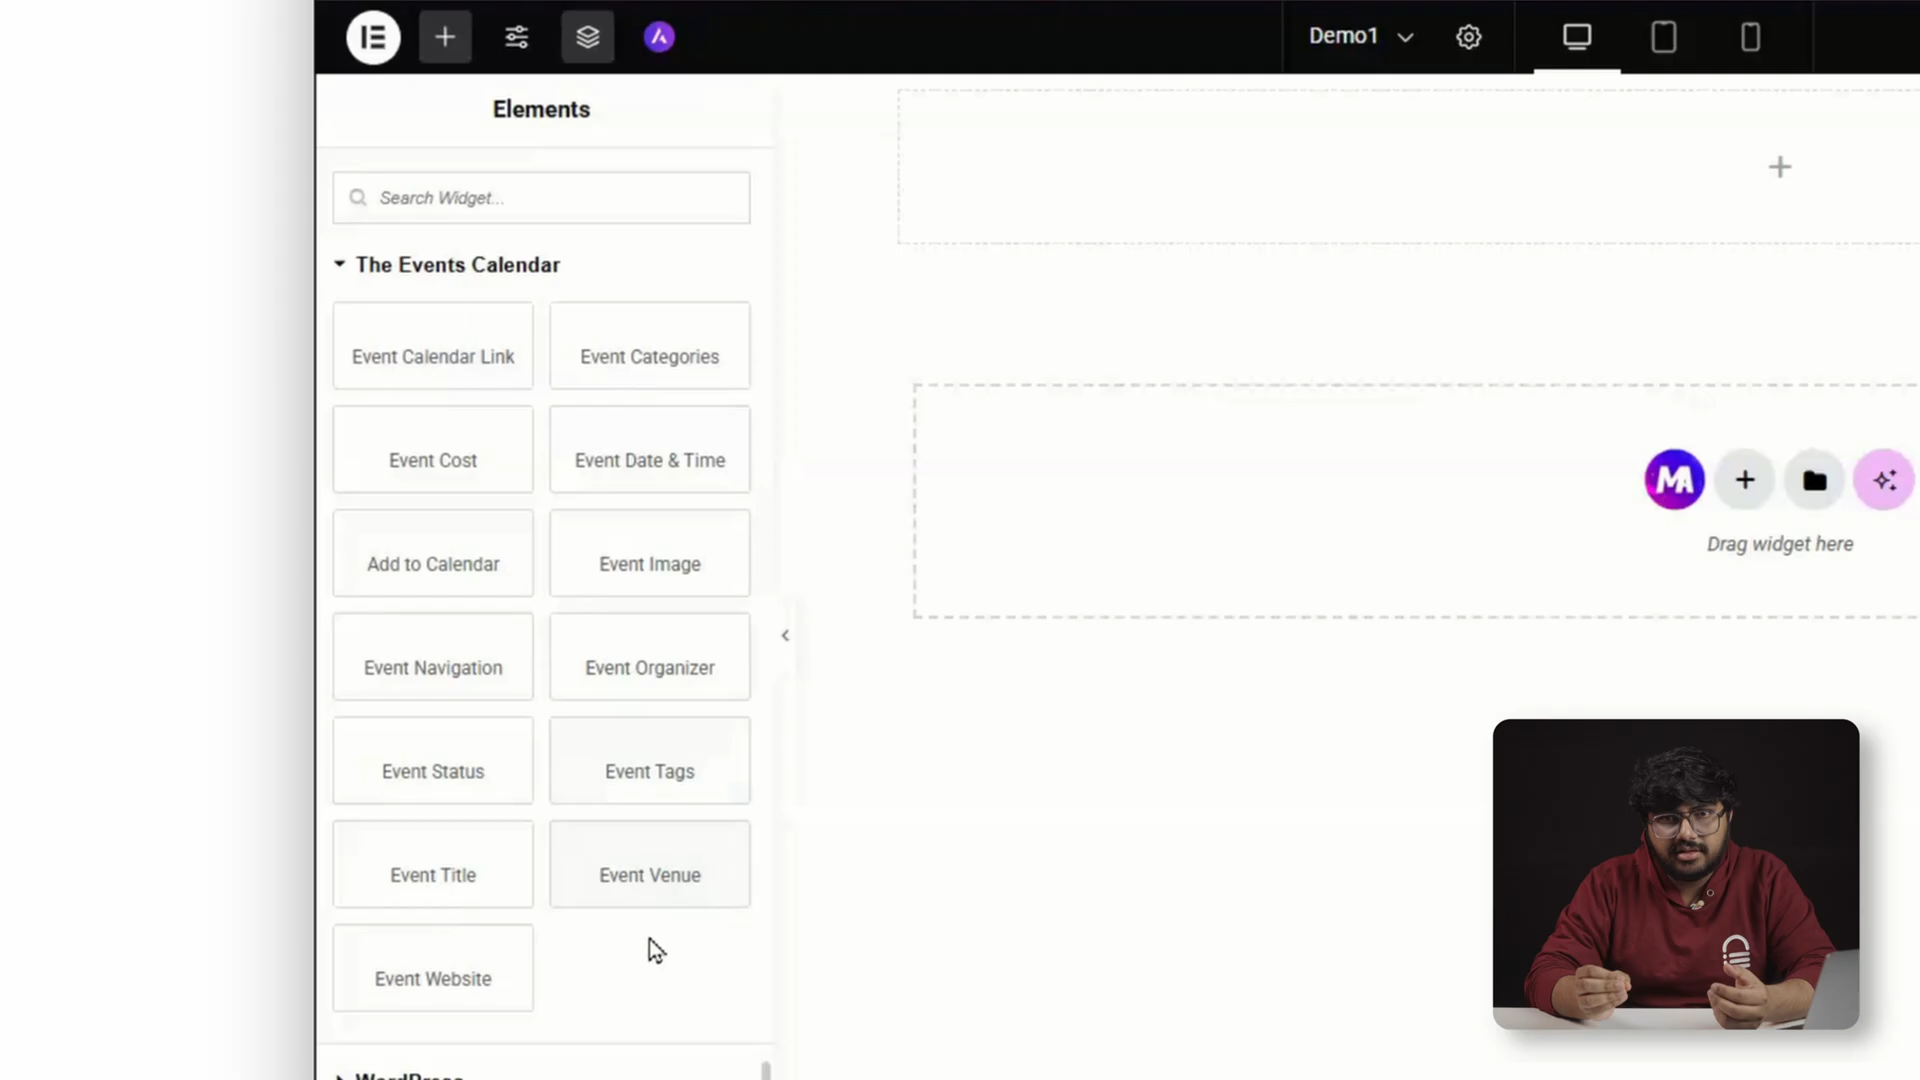 Demo1
Elements
Search Widget...
The Events Calendar
Event Calendar Link
Event Categories
Event Cost
Event Date & Time
Add to Calendar
Event Image
Event Navigation
Event Organizer
Event Status
Event Tags
Event Title
Event Venue
Event Website
WordPress
MA
Drag widget here